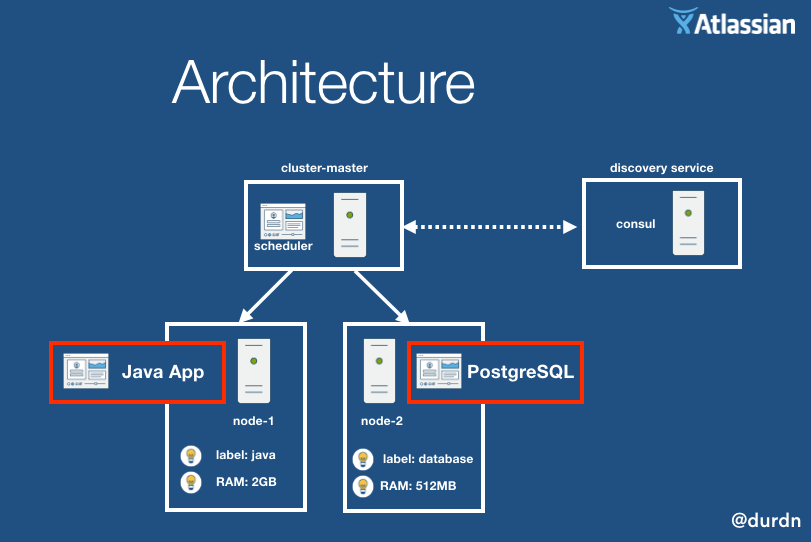 Atlassian
Architecture
cluster-master
discovery service
scheduler
consul
Java App
PostgreSQL
node-1
node-2
label: java
RAM: 2GB
label: database
RAM: 512MB
@durdn